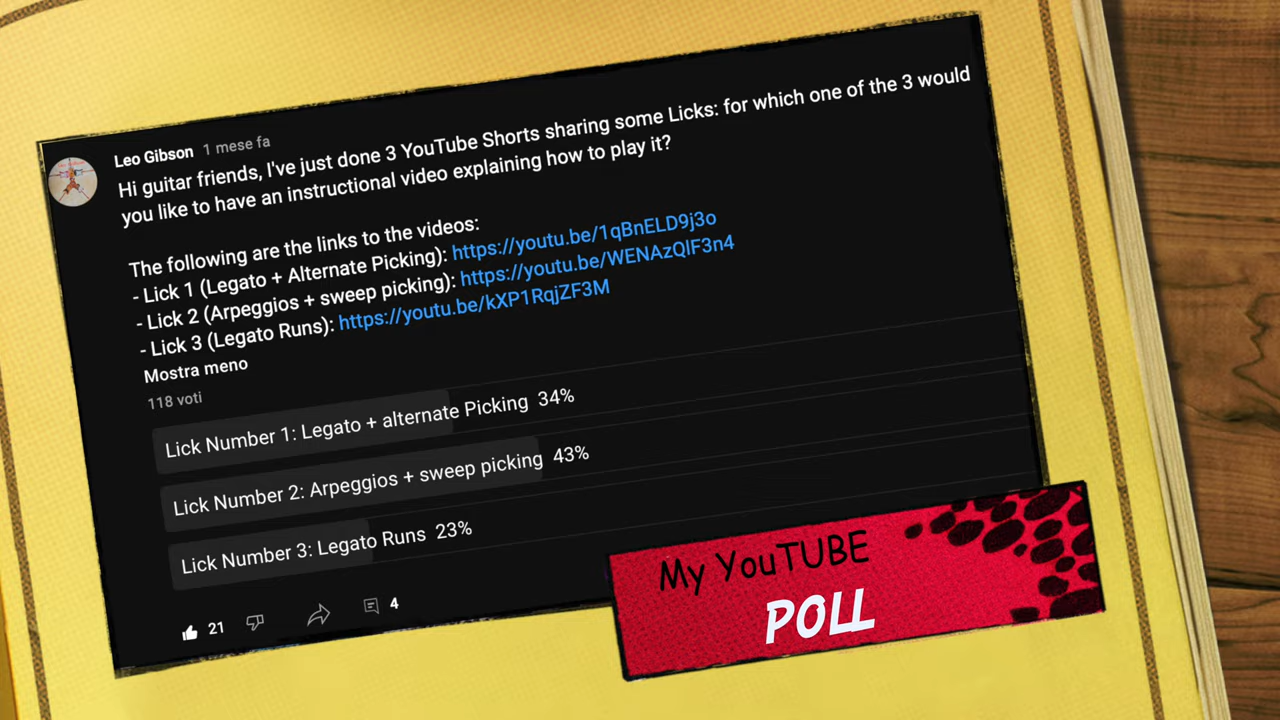 Leo Gibson 1 mese fa
Hi guitar friends, I've just done 3 YouTube Shorts sharing some Licks: for which one of the 3 would
you like to have an instructional video explaining how to play it?
The following are the links to the videos:
- Lick 1 (Legato + Alternate Picking): https://youtu.be/1qBnELD9j3o
- Lick 2 (Arpeggios + sweep picking): https://youtu.be/WENAzQlF3n4
- Lick 3 (Legato Runs): https://youtu.be/kXP1RqjZF3M
Mostra meno
118 voti
Lick Number 1: Legato + alternate Picking 34%
Lick Number 2: Arpeggios + sweep picking 43%
Lick Number 3: Legato Runs 23%
21 4
My YouTUBE
POLL